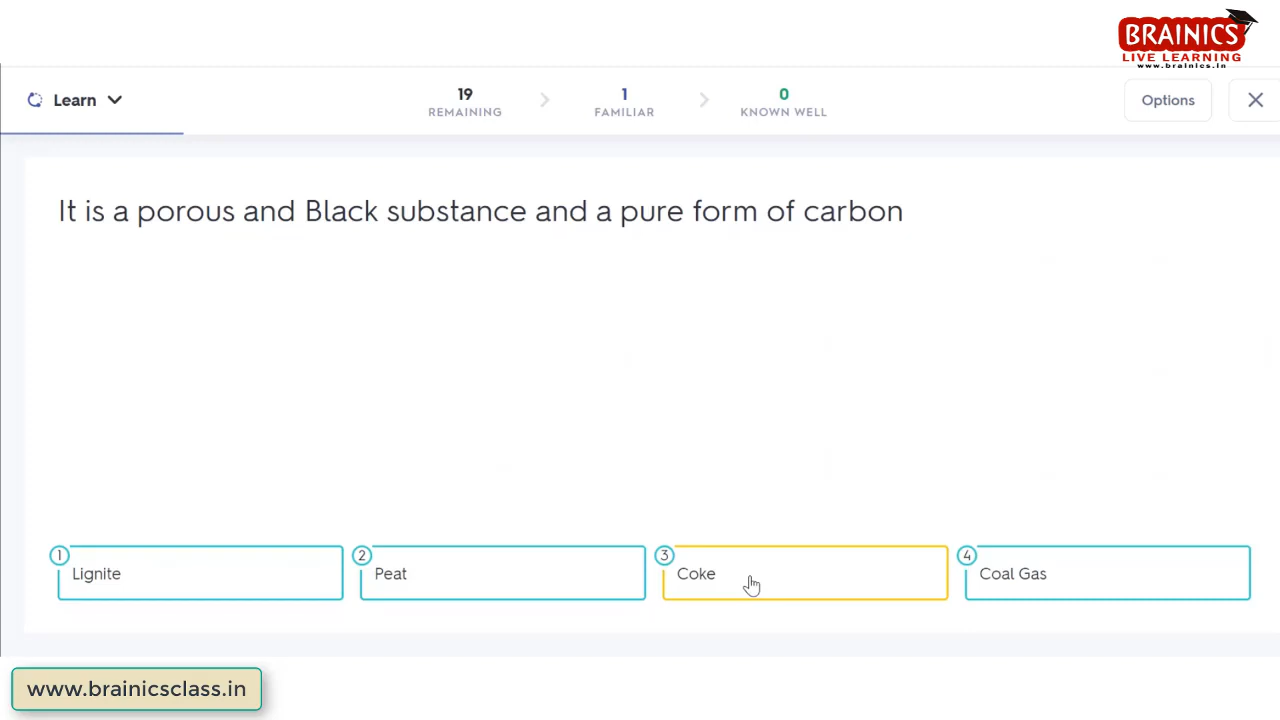 BRAINICS
LIVE LEARNING
www.brainics.in
Learn
19
REMAINING
1
FAMILIAR
0
KNOWN WELL
Options
It is a porous and Black substance and a pure form of carbon
1
Lignite
2
Peat
3
Coke
4
Coal Gas
www.brainicsclass.in